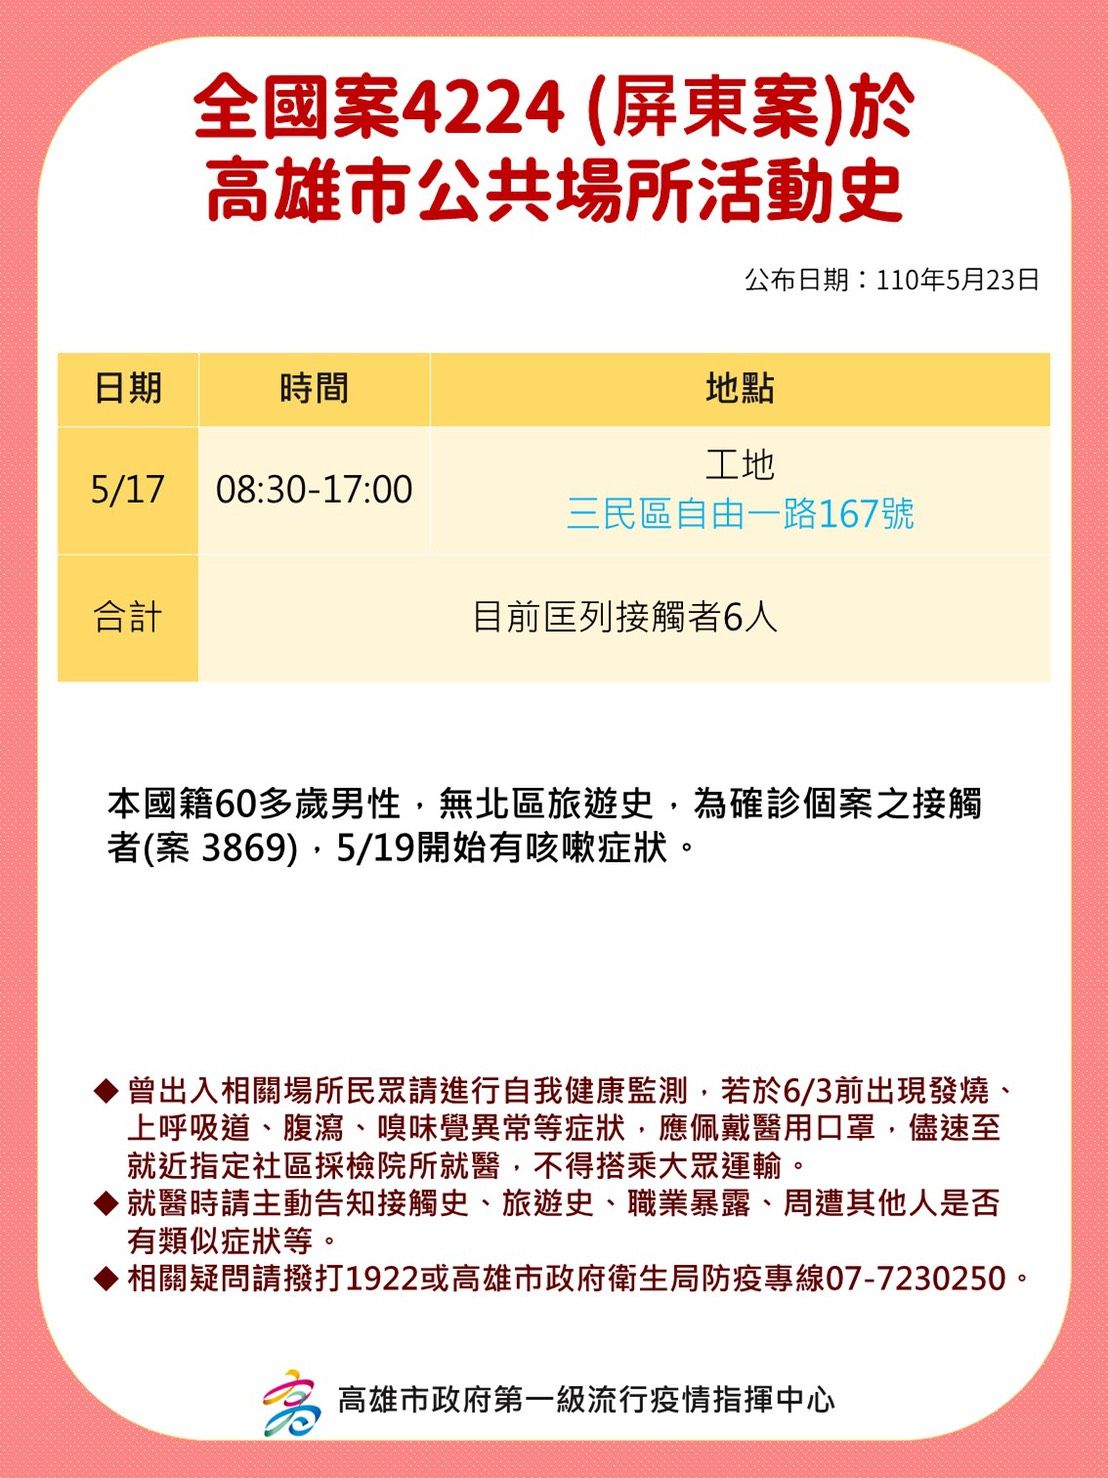 全國案4224 (屏東案)於
高雄市公共場所活動史
公布日期：110年5月23日
日期 時間 地點
5/17 08:30-17:00 工地
三民區自由一路167號
合計 目前匡列接觸者6人
本國籍60多歲男性，無北區旅遊史，為確診個案之接觸
者(案 3869)，5/19開始有咳嗽症狀。
◆曾出入相關場所民眾請進行自我健康監測，若於6/3前出現發燒、
上呼吸道、腹瀉、嗅味覺異常等症狀，應佩戴醫用口罩，儘速至
就近指定社區採檢院所就醫，不得搭乘大眾運輸。
◆就醫時請主動告知接觸史、旅遊史、職業暴露、周遭其他人是否
有類似症狀等。
◆相關疑問請撥打1922或高雄市政府衛生局防疫專線07-7230250。
高雄市政府第一級流行疫情指揮中心